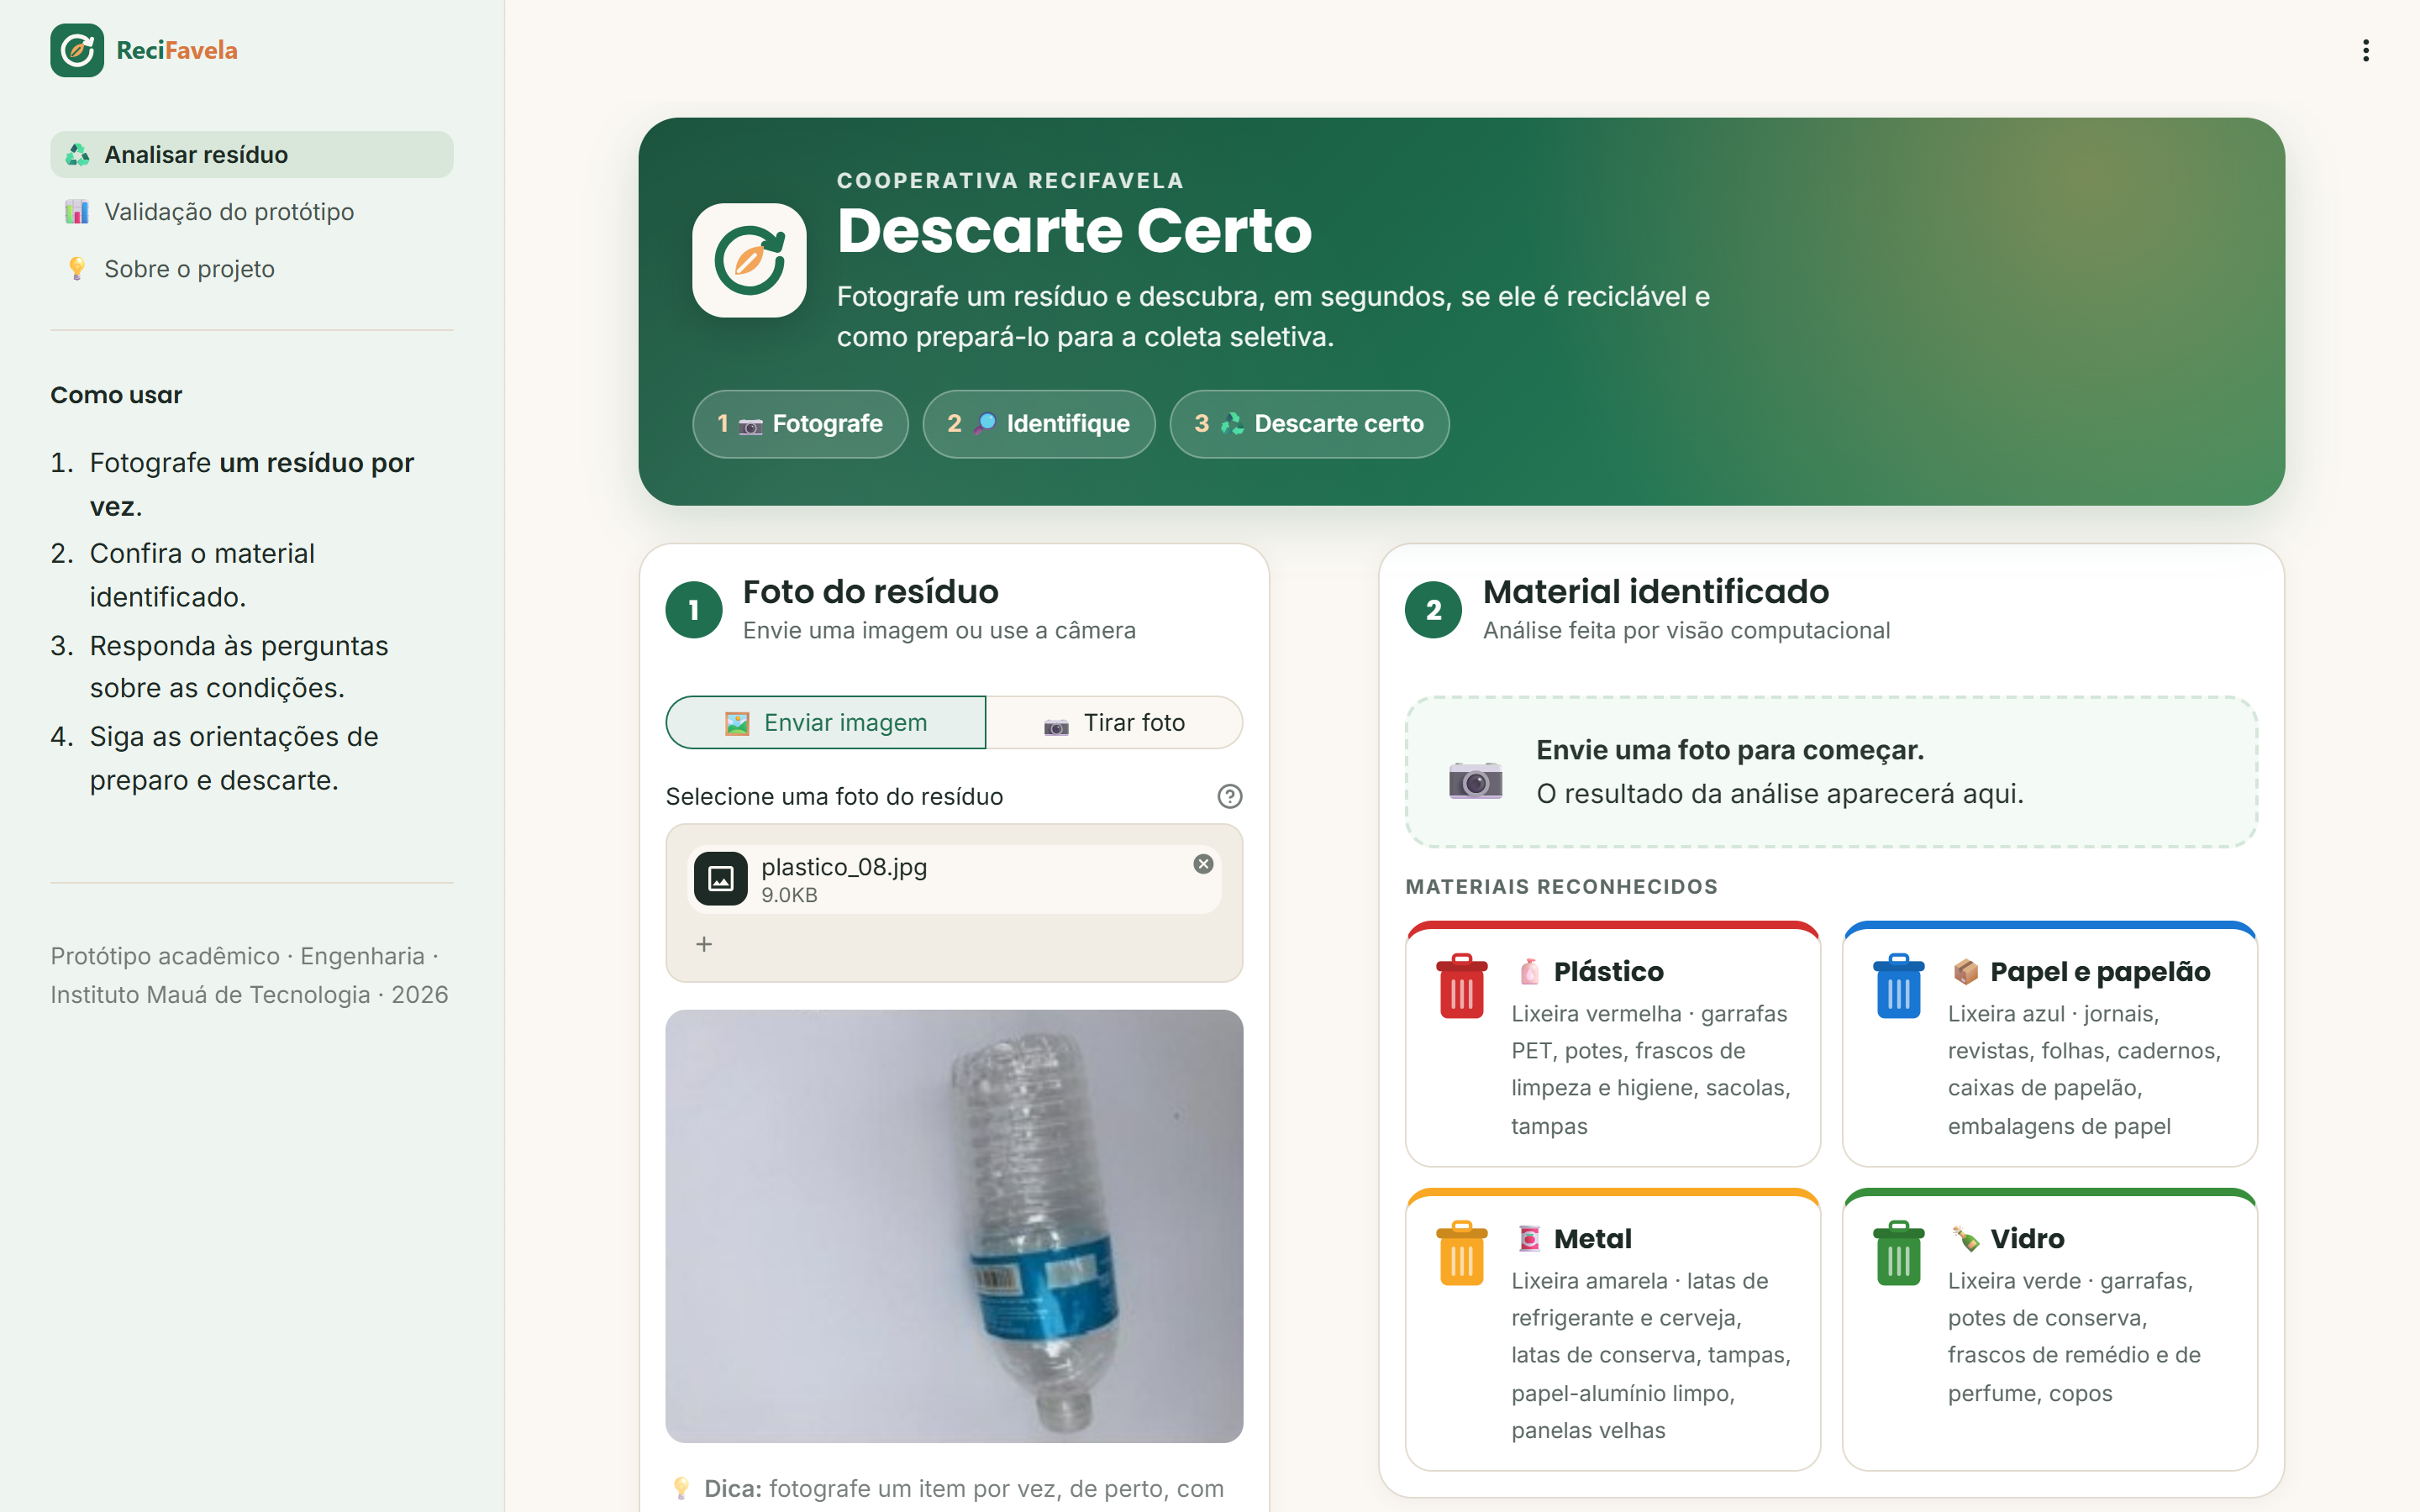 ReciFavela
Analisar resíduo
Validação do protótipo
Sobre o projeto
Como usar
1. Fotografe um resíduo por
vez.
2. Confira o material
identificado.
3. Responda às perguntas
sobre as condições.
4. Siga as orientações de
preparo e descarte.
Protótipo acadêmico · Engenharia ·
Instituto Mauá de Tecnologia · 2026
COOPERATIVA RECIFAVELA
Descarte Certo
Fotografe um resíduo e descubra, em segundos, se ele é reciclável e
como prepará-lo para a coleta seletiva.
1 Fotografe
2 Identifique
3 Descarte certo
1
Foto do resíduo
Envie uma imagem ou use a câmera
Enviar imagem
Tirar foto
Selecione uma foto do resíduo
plastico_08.jpg
9.0KB
Dica: fotografe um item por vez, de perto, com
2
Material identificado
Análise feita por visão computacional
Envie uma foto para começar.
O resultado da análise aparecerá aqui.
MATERIAIS RECONHECIDOS
Plástico
Lixeira vermelha · garrafas
PET, potes, frascos de
limpeza e higiene, sacolas,
tampas
Papel e papelão
Lixeira azul · jornais,
revistas, folhas, cadernos,
caixas de papelão,
embalagens de papel
Metal
Lixeira amarela · latas de
refrigerante e cerveja,
latas de conserva, tampas,
papel-alumínio limpo,
panelas velhas
Vidro
Lixeira verde · garrafas,
potes de conserva,
frascos de remédio e de
perfume, copos